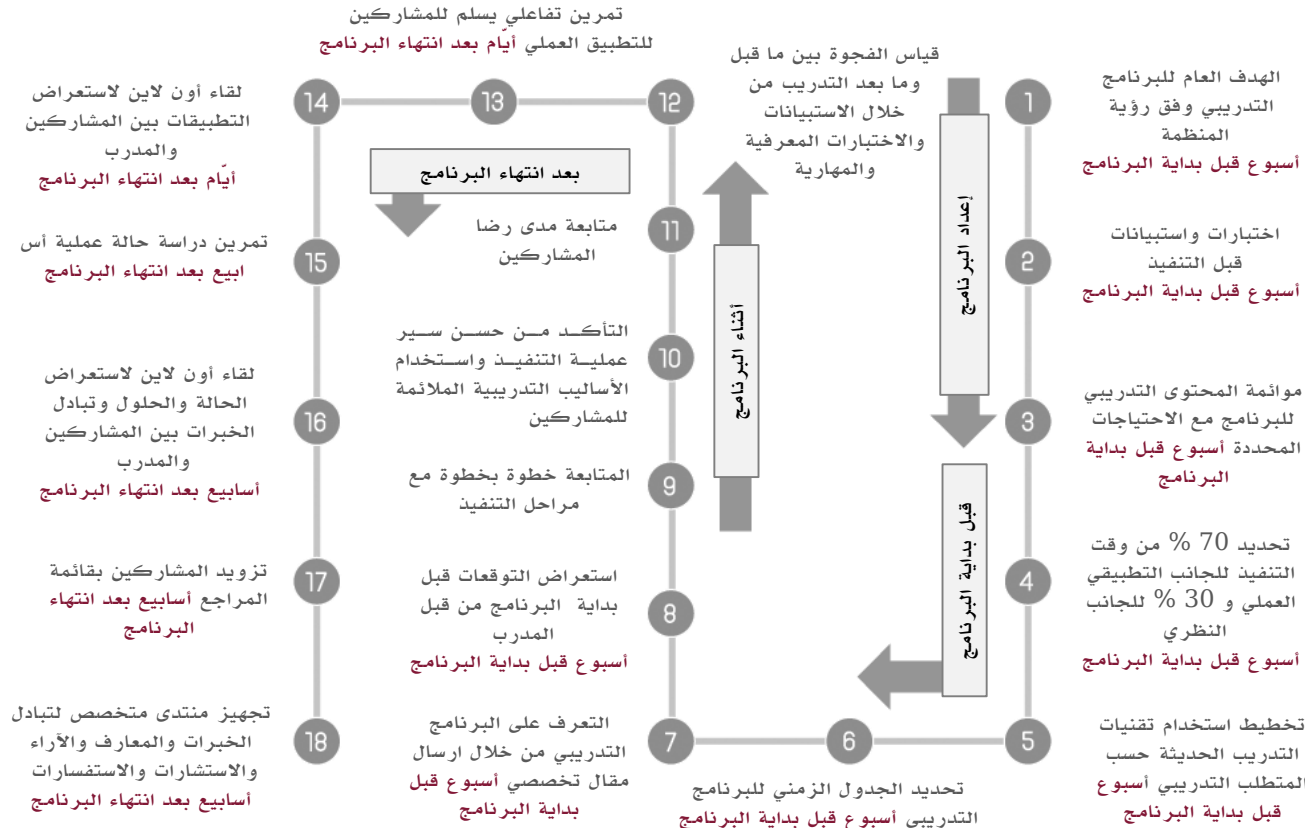 1
الهدف العام للبرنامج
التدريبي وفق رؤية
المنظمة
أسبوع قبل بداية البرنامج
2
اختبارات واستبيانات
قبل التنفيذ
أسبوع قبل بداية البرنامج
3
موائمة المحتوى التدريبي
للبرنامج مع الاحتياجات
المحددة أسبوع قبل بداية
البرنامج
4
تحديد 70 % من وقت
التنفيذ للجانب التطبيقي
العملي و 30 % للجانب
النظري
أسبوع قبل بداية البرنامج
5
تخطيط استخدام تقنيات
التدريب الحديثة حسب
المتطلب التدريبي أسبوع
قبل بداية البرنامج
إعداد البرنامج
قبل بداية البرنامج
6
تحديد الجدول الزمني للبرنامج
التدريبي أسبوع قبل بداية البرنامج
7
التعرف على البرنامج
التدريبي من خلال ارسال
مقال تخصصي أسبوع قبل
بداية البرنامج
8
استعراض التوقعات قبل
بداية البرنامج من قبل
المدرب
أسبوع قبل بداية البرنامج
أثناء البرنامج
9
المتابعة خطوة بخطوة مع
مراحل التنفيذ
10
التأكد من حسن سير
عملية التنفيذ واستخدام
الأساليب التدريبية الملائمة
للمشاركين
11
متابعة مدى رضا
المشاركين
12
قياس الفجوة بين ما قبل
وما بعد التدريب من
خلال الاستبيانات
والاختبارات المعرفية
والمهارية
بعد انتهاء البرنامج
13
تمرين تفاعلي يسلم للمشاركين
للتطبيق العملي أيّام بعد انتهاء البرنامج
14
لقاء أون لاين لاستعراض
التطبيقات بين المشاركين
والمدرب
أيّام بعد انتهاء البرنامج
15
تمرين دراسة حالة عملية أس
ابيع بعد انتهاء البرنامج
16
لقاء أون لاين لاستعراض
الحالة والحلول وتبادل
الخبرات بين المشاركين
والمدرب
أسابيع بعد انتهاء البرنامج
17
تزويد المشاركين بقائمة
المراجع أسابيع بعد انتهاء
البرنامج
18
تجهيز منتدى متخصص لتبادل
الخبرات والمعارف والآراء
والاستشارات والاستفسارات
أسابيع بعد انتهاء البرنامج